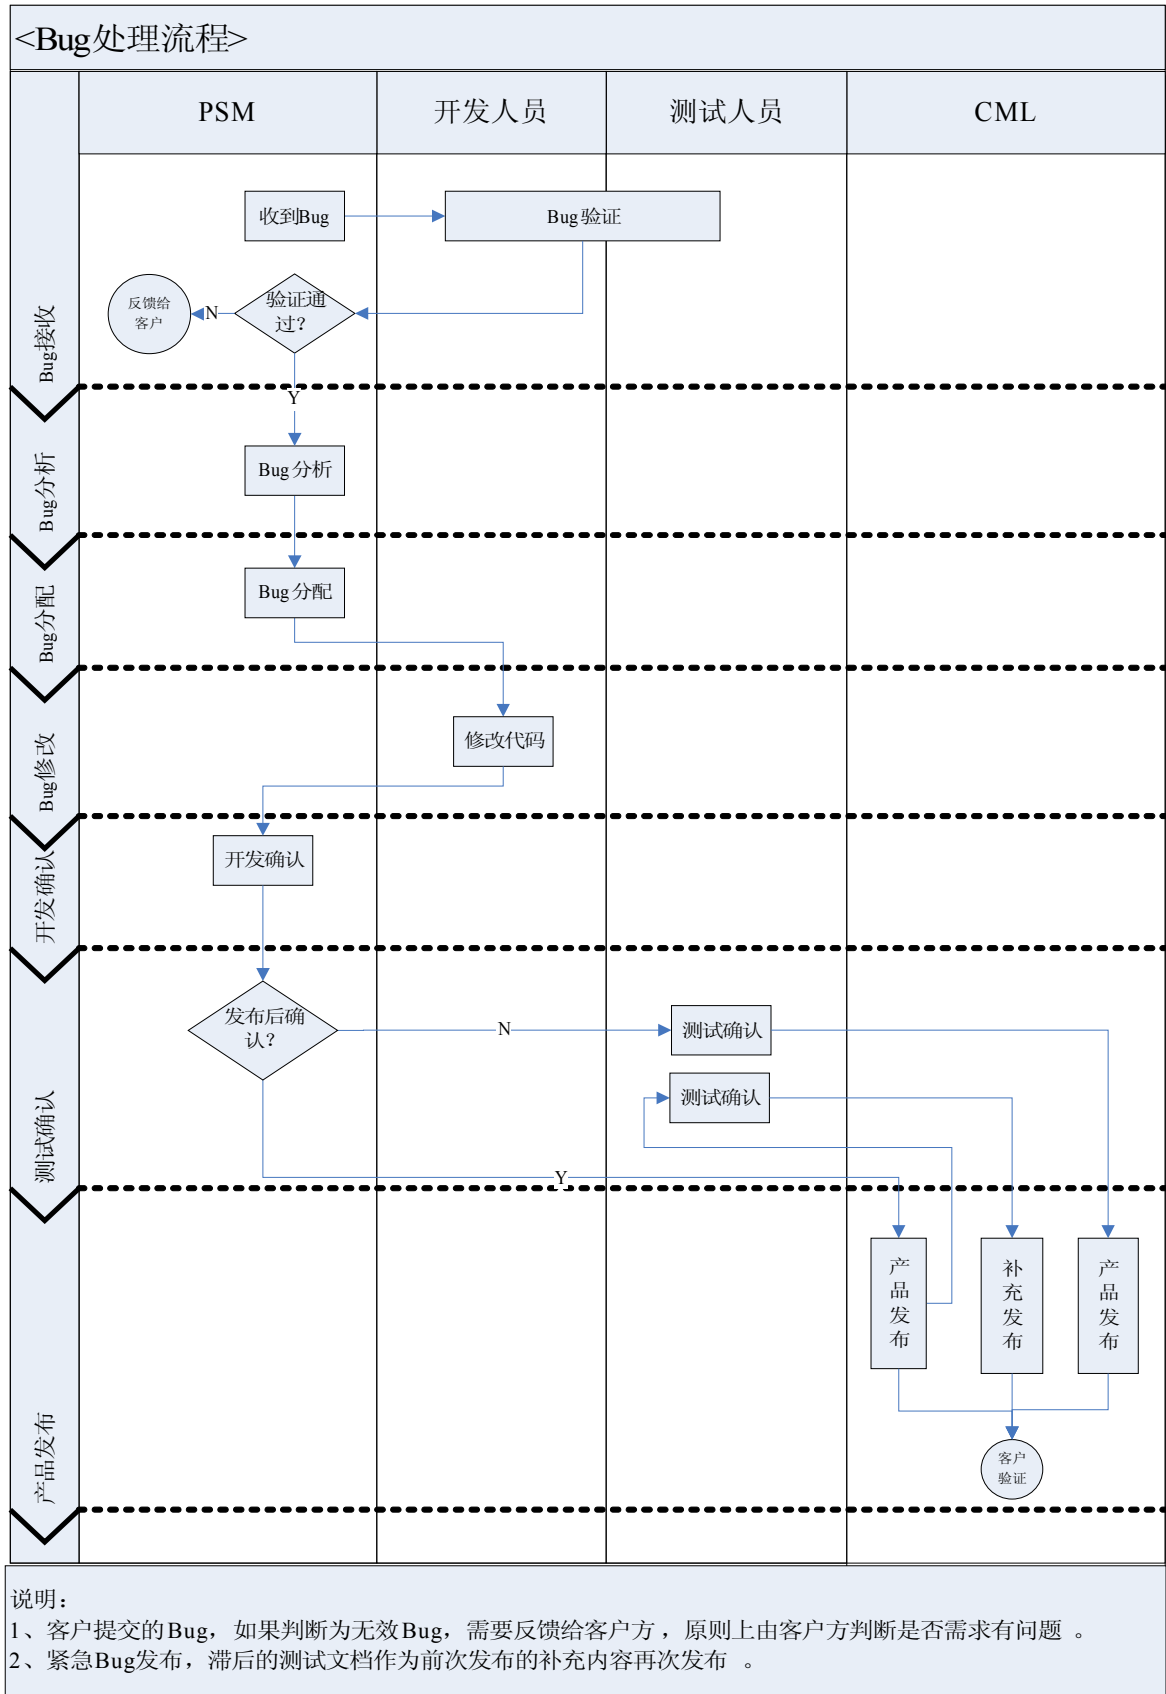 <Bug处理流程>
PSM
开发人员
测试人员
CML
Bug接收
收到Bug
Bug验证
反馈给
客户
N
验证通
过?
Y
Bug分析
Bug分析
Bug分配
Bug分配
Bug修改
修改代码
开发确认
开发确认
测试确认
发布后确
认?
N
测试确认
测试确认
Y
产品发布
产
品
发
布
补
充
发
布
产
品
发
布
客户
验证
说明：
1、客户提交的Bug，如果判断为无效Bug，需要反馈给客户方，原则上由客户方判断是否需求有问题 。
2、紧急Bug发布，滞后的测试文档作为前次发布的补充内容再次发布 。